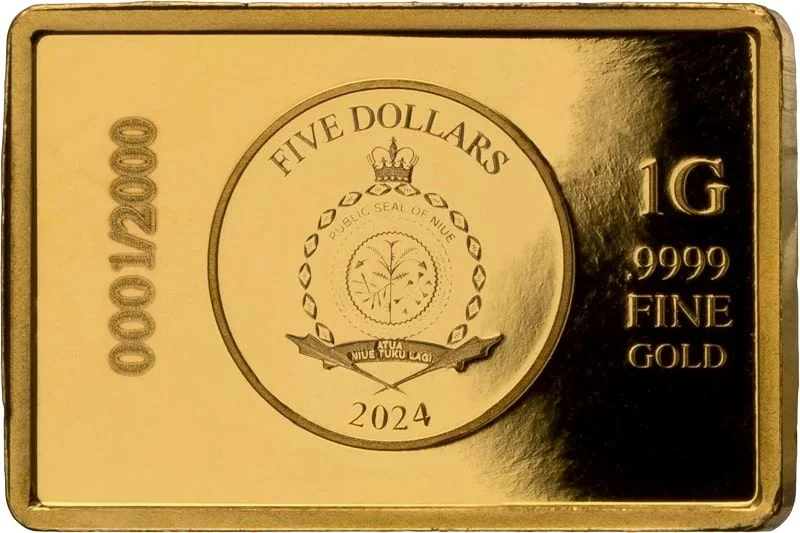 0001/2000
FIVE DOLLARS
PUBLIC SEAL OF NIUE
ATUA
NIUE TUKU LAGI
2024
1G
.9999
FINE
GOLD